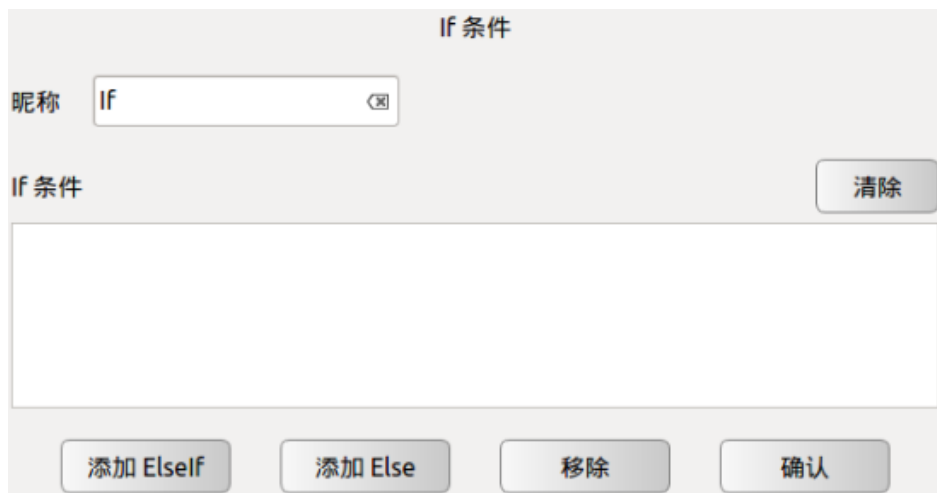 If 条件
昵称 If
If 条件 清除
添加 ElseIf 添加 Else 移除 确认